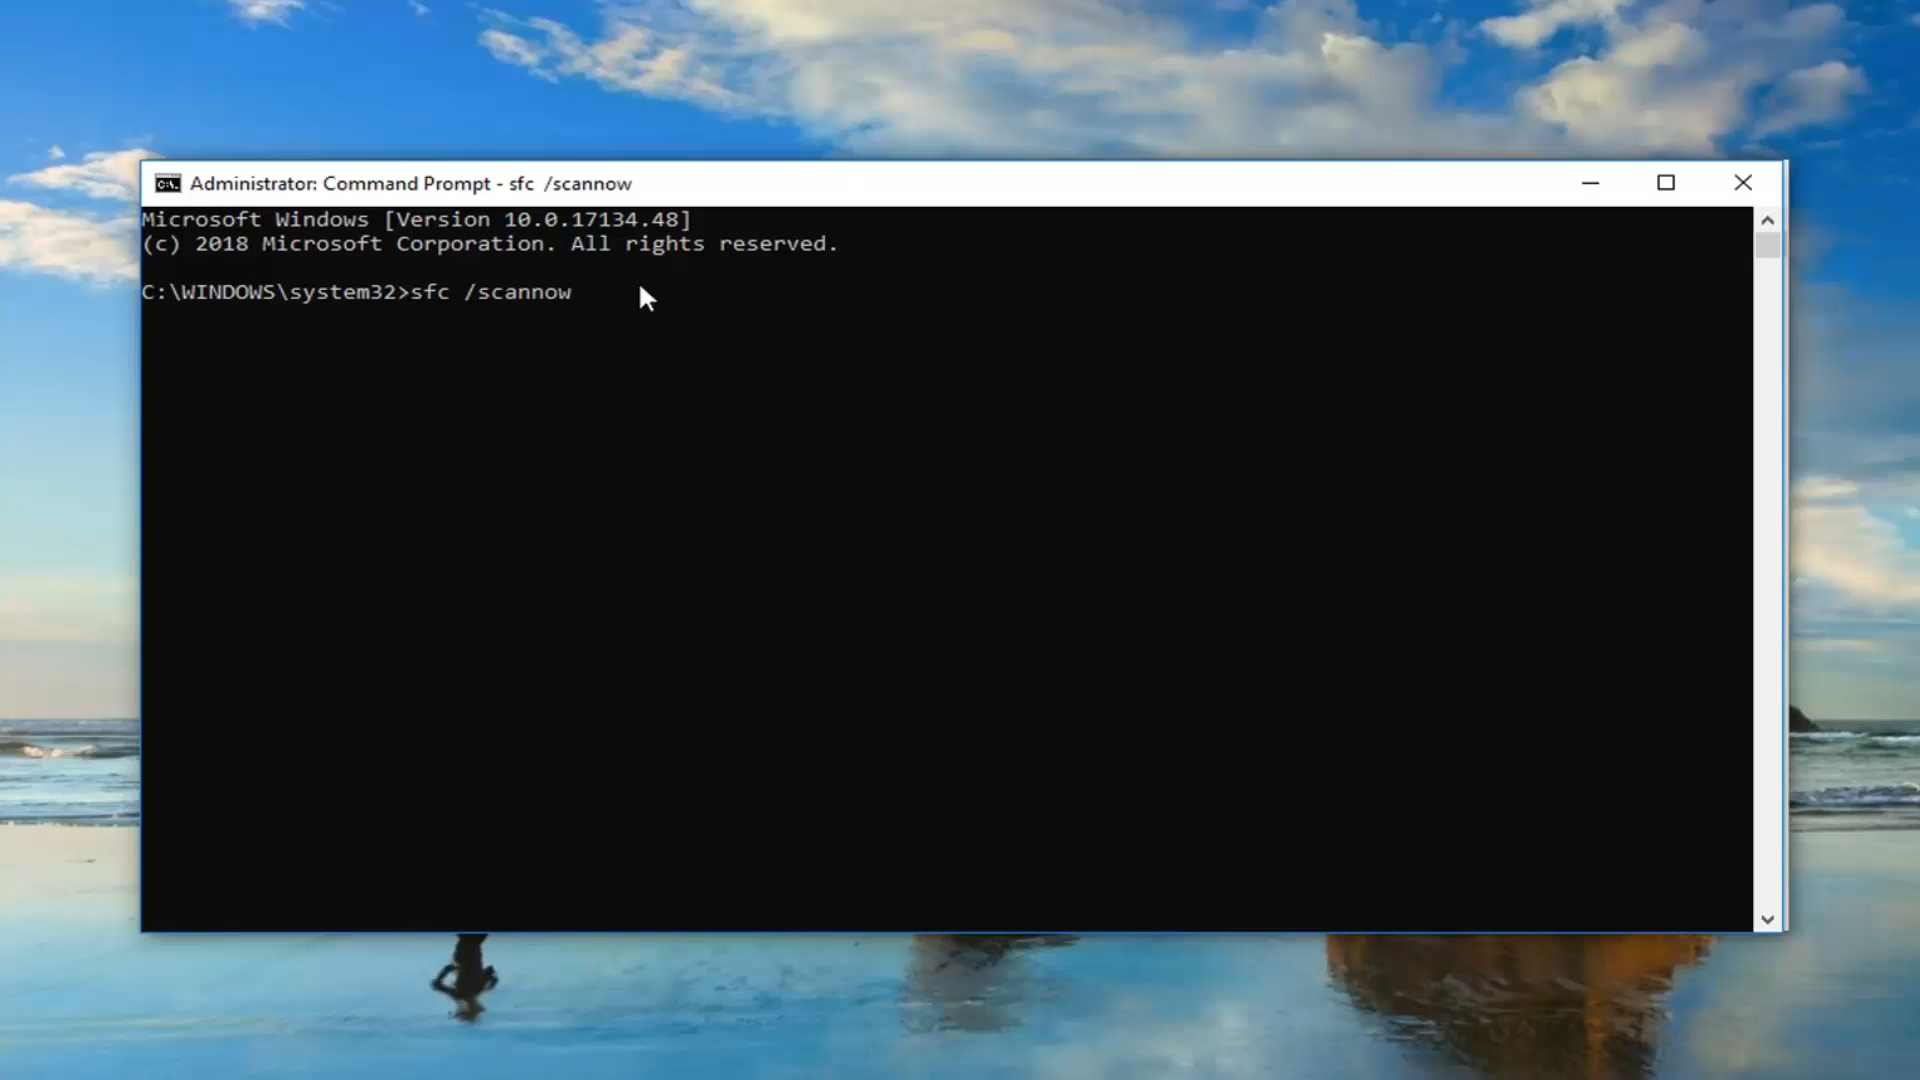 Administrator: Command Prompt - sfc  /scannow
Microsoft Windows [Version 10.0.17134.48]
(c) 2018 Microsoft Corporation. All rights reserved.
C:\WINDOWS\system32>sfc /scannow